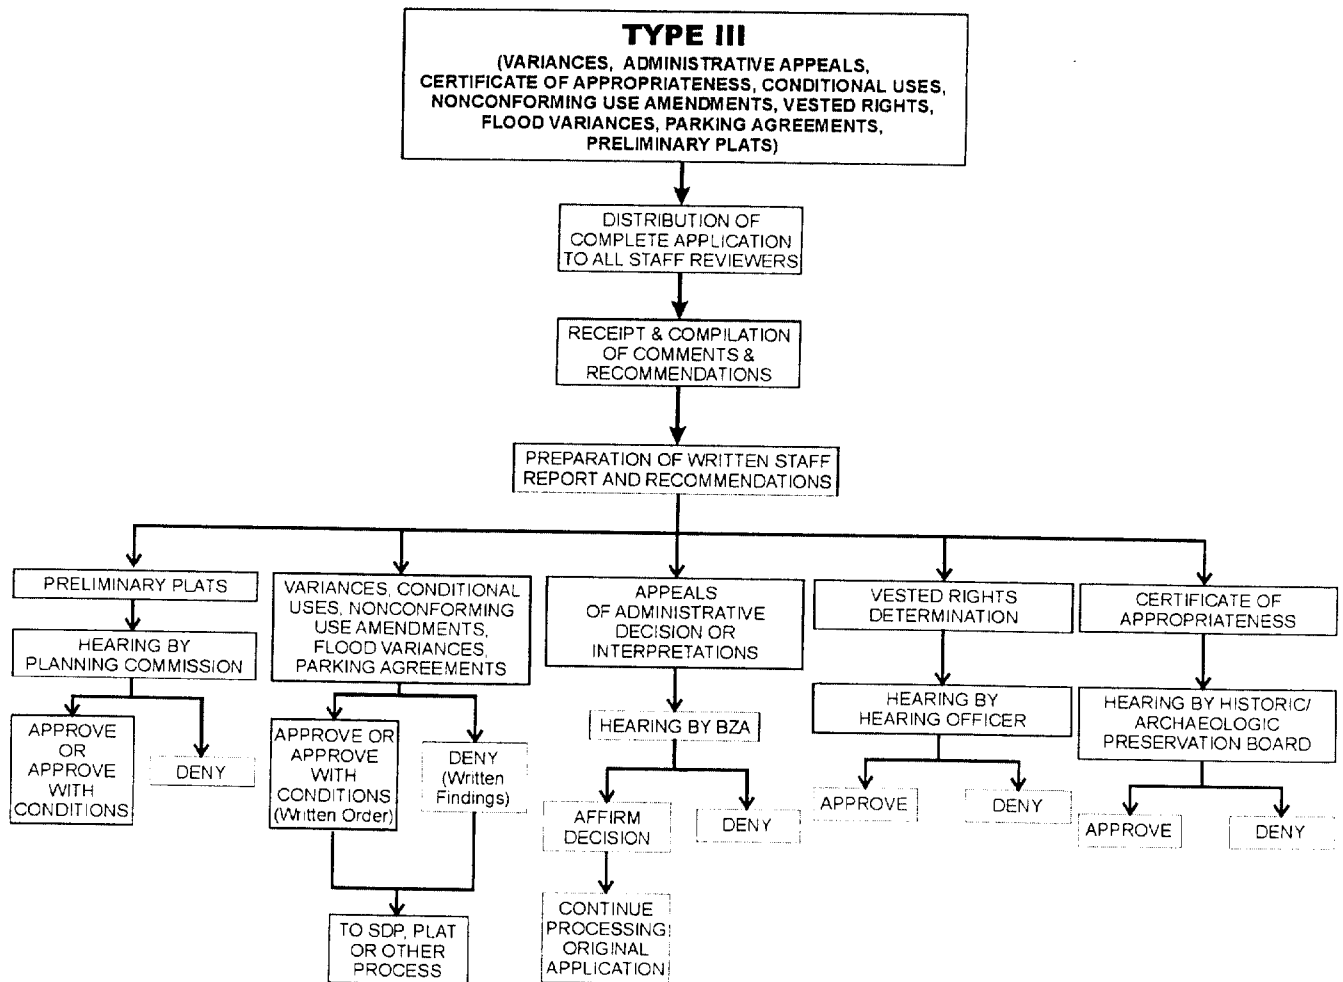 TYPE III
(VARIANCES, ADMINISTRATIVE APPEALS,
CERTIFICATE OF APPROPRIATENESS, CONDITIONAL USES,
NONCONFORMING USE AMENDMENTS, VESTED RIGHTS,
FLOOD VARIANCES, PARKING AGREEMENTS,
PRELIMINARY PLATS)
DISTRIBUTION OF
COMPLETE APPLICATION
TO ALL STAFF REVIEWERS
RECEIPT & COMPILATION
OF COMMENTS &
RECOMMENDATIONS
PREPARATION OF WRITTEN STAFF
REPORT AND RECOMMENDATIONS
PRELIMINARY PLATS
HEARING BY
PLANNING COMMISSION
APPROVE
OR
APPROVE
WITH
CONDITIONS
DENY
VARIANCES, CONDITIONAL
USES, NONCONFORMING
USE AMENDMENTS,
FLOOD VARIANCES,
PARKING AGREEMENTS
APPROVE OR
APPROVE
WITH
CONDITIONS
(Written Order)
DENY
(Written
Findings)
TO SDP, PLAT
OR OTHER
PROCESS
APPEALS
OF ADMINISTRATIVE
DECISION OR
INTERPRETATIONS
HEARING BY BZA
AFFIRM
DECISION
DENY
CONTINUE
PROCESSING
ORIGINAL
APPLICATION
VESTED RIGHTS
DETERMINATION
HEARING BY
HEARING OFFICER
APPROVE
DENY
CERTIFICATE OF
APPROPRIATENESS
HEARING BY HISTORIC/
ARCHAEOLOGIC
PRESERVATION BOARD
APPROVE
DENY